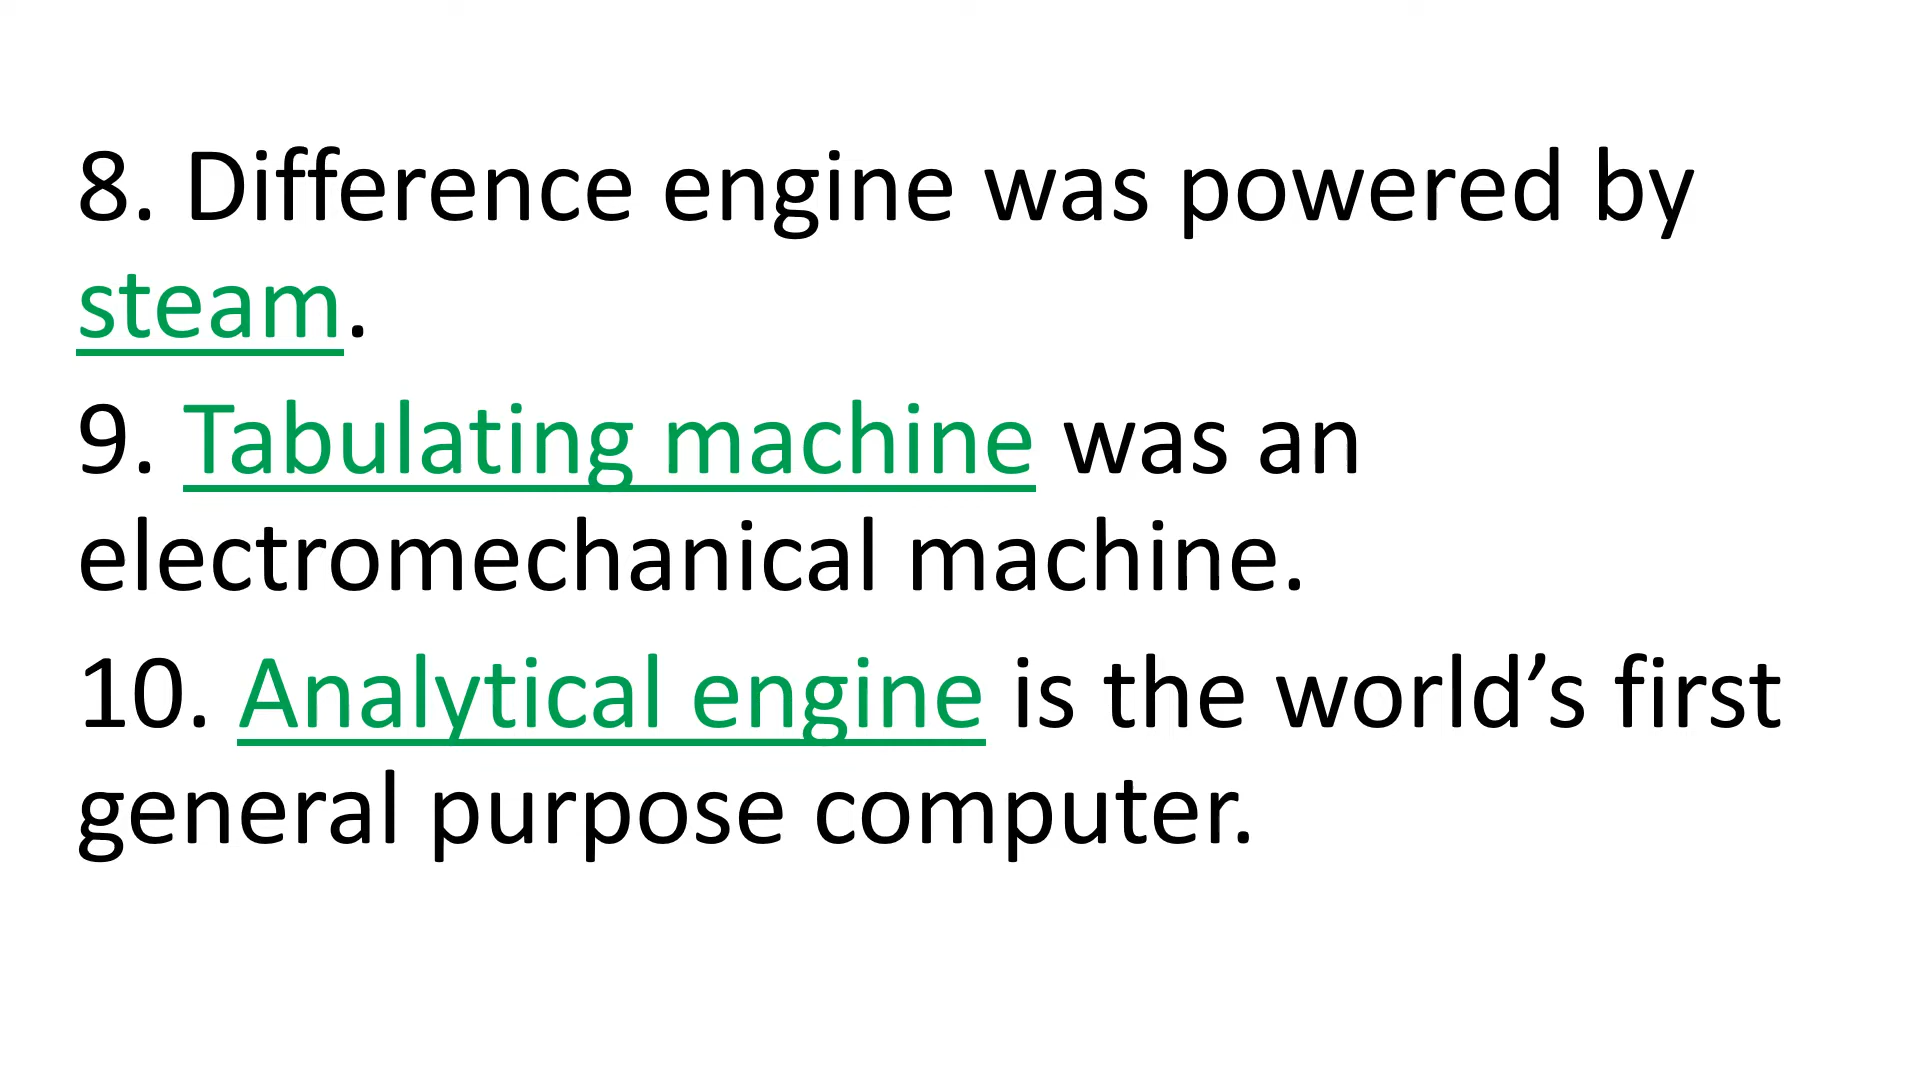 8. Difference engine was powered by
steam.
9. Tabulating machine was an
electromechanical machine.
10. Analytical engine is the world’s first
general purpose computer.